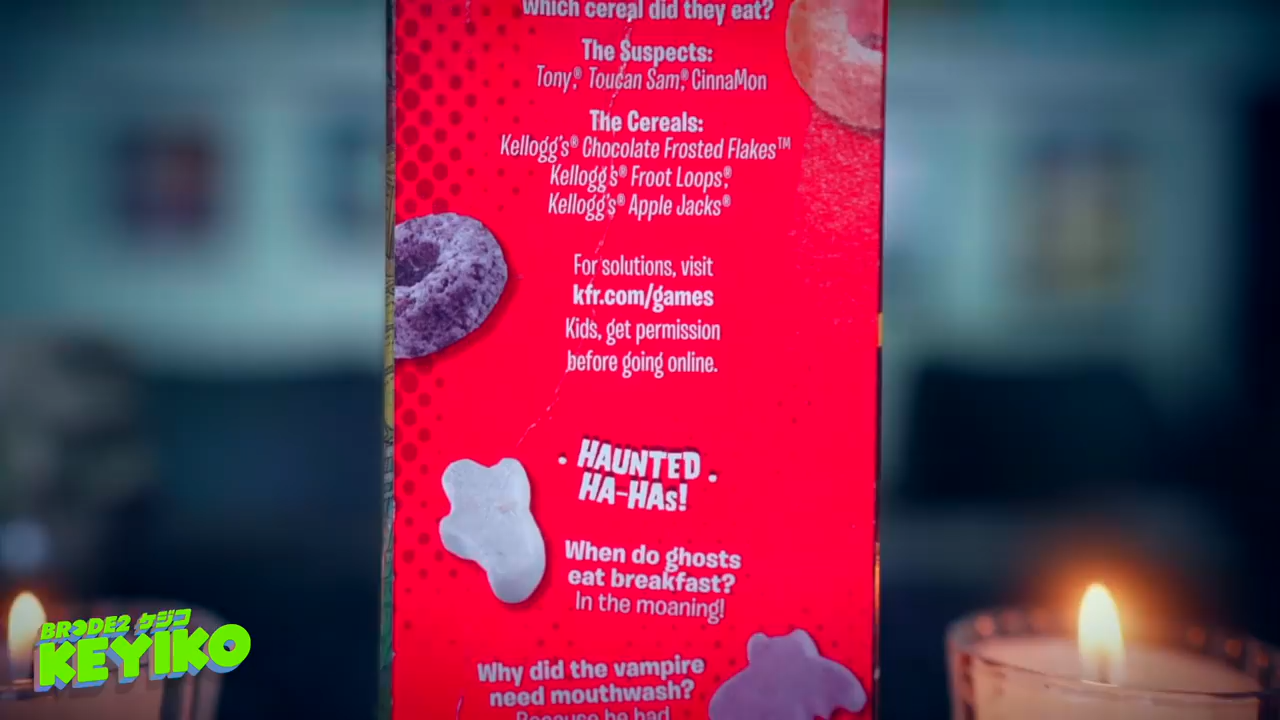 Which cereal did they eat?
The Suspects:
Tony,® Toucan Sam,® CinnaMon
The Cereals:
Kellogg's® Chocolate Frosted Flakes™
Kellogg's® Froot Loops,®
Kellogg's® Apple Jacks®
For solutions, visit
kfr.com/games
Kids, get permission
before going online.
• HAUNTED •
HA-HAs!
When do ghosts
eat breakfast?
In the moaning!
Why did the vampire
need mouthwash?
Because he had
BRODE2 ケジコ
KEYIKO